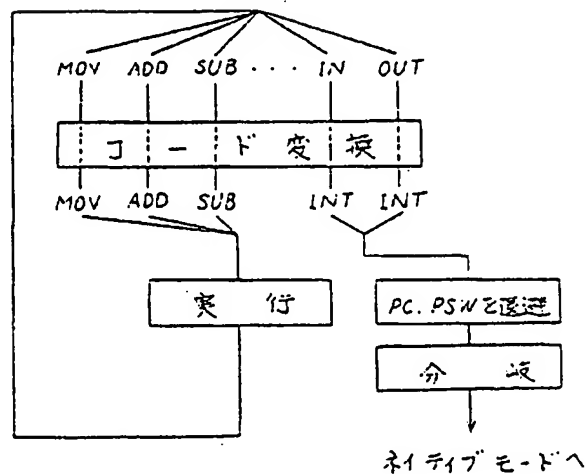 MOV ADD SUB ... IN OUT
コード変換
MOV ADD SUB INT INT
実行
PC.PSWを退避
分岐
ネイティブモードへ